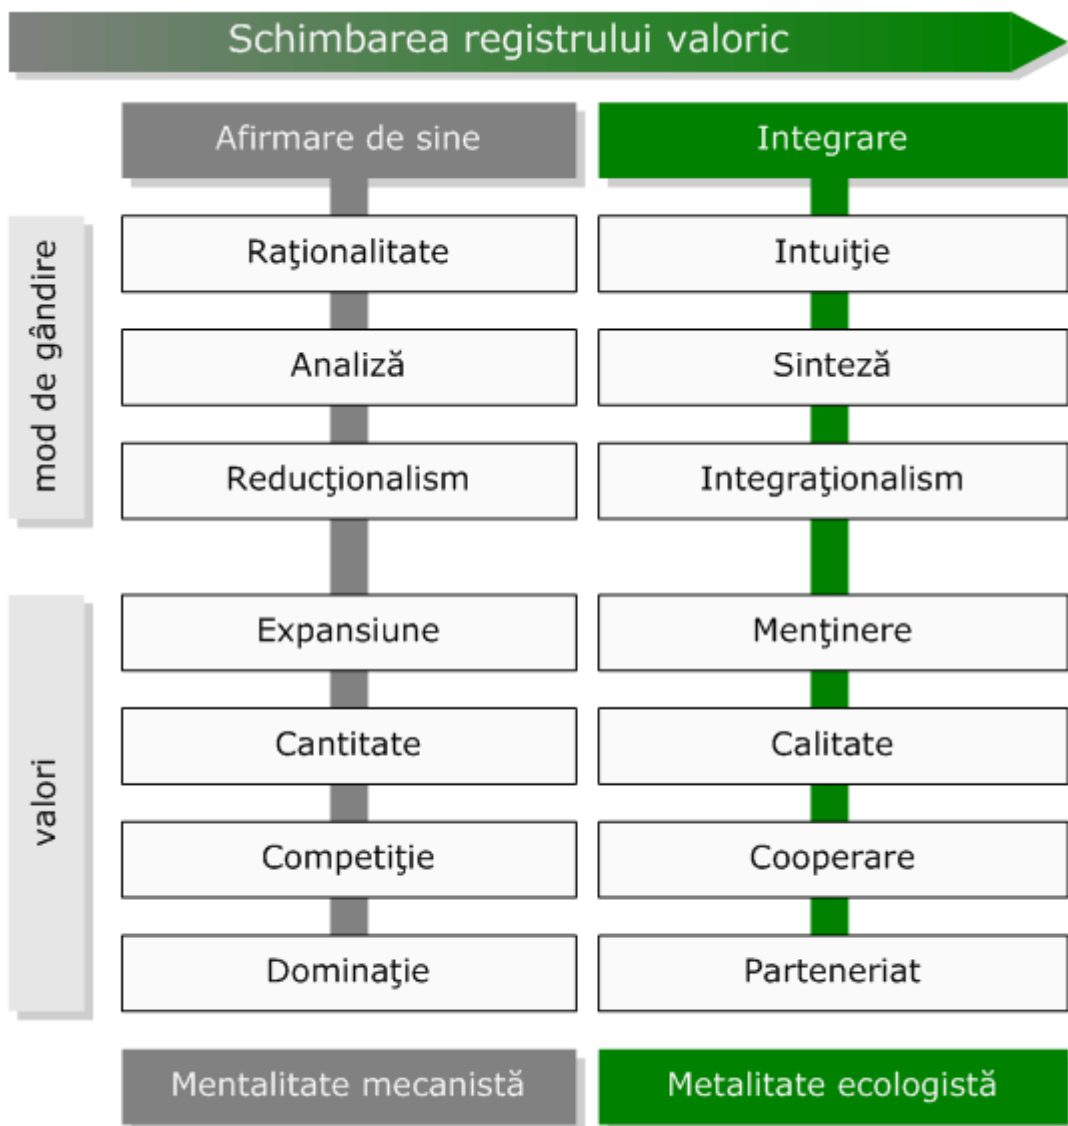 Schimbarea registrului valoric
Afirmare de sine
Integrare
mod de gândire
Raţionalitate
Intuiţie
Analiză
Sinteză
Reducţionalism
Integraţionalism
valori
Expansiune
Menţinere
Cantitate
Calitate
Competiţie
Cooperare
Dominaţie
Parteneriat
Mentalitate mecanistă
Metalitate ecologistă